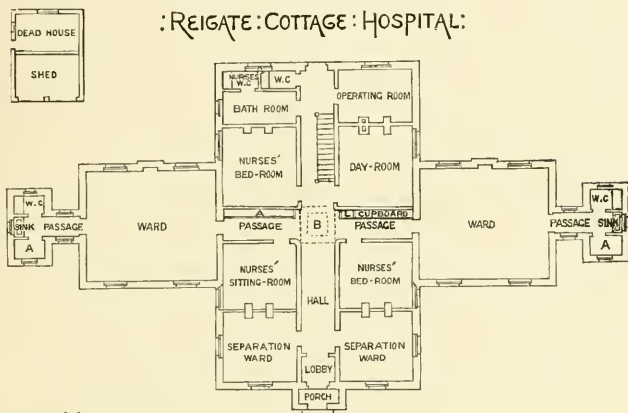 :REIGATE:COTTAGE:HOSPITAL:
DEAD HOUSE
SHED
NURSES'
W.C
W.C
BATH ROOM
OPERATING ROOM
NURSES'
BED-ROOM
DAY-ROOM
W.C
SINK
A
PASSAGE
WARD
A
PASSAGE
B
L CUPBOARD
PASSAGE
WARD
PASSAGE
W.C
SINK
A
NURSES'
SITTING-ROOM
HALL
NURSES'
BED-ROOM
SEPARATION
WARD
SEPARATION
WARD
LOBBY
PORCH